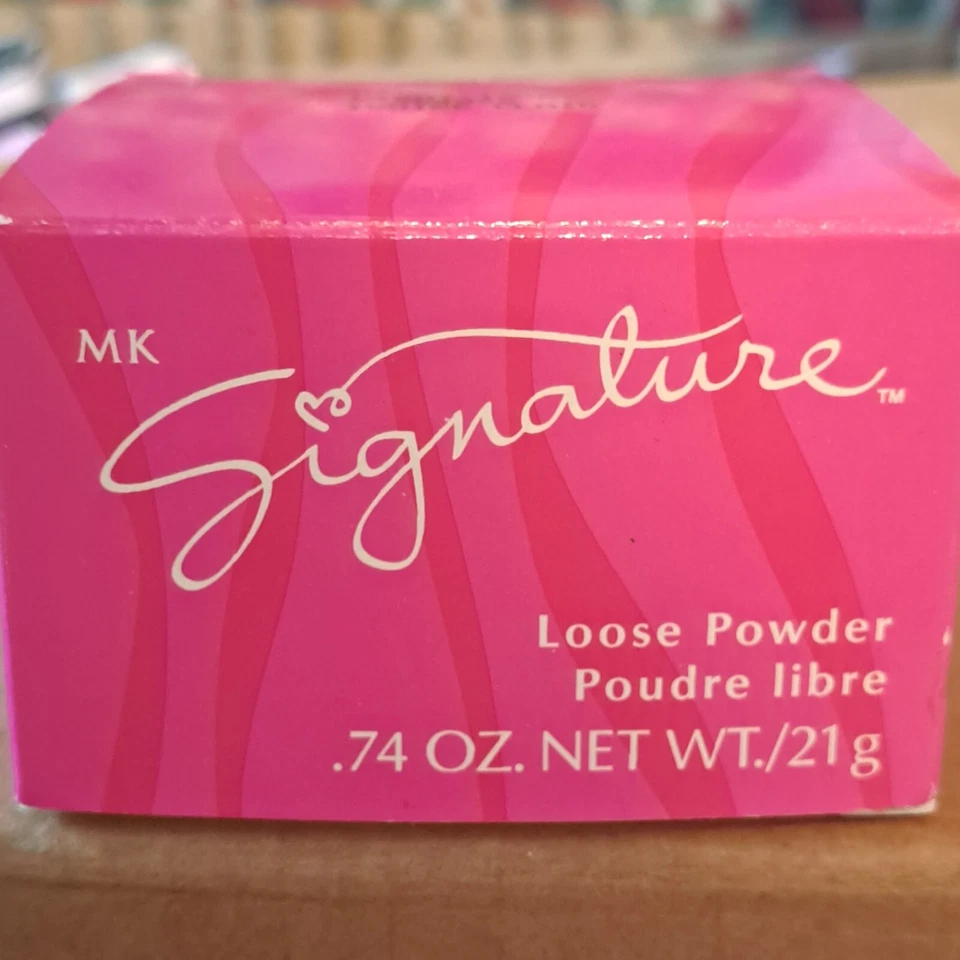 MK
Signature™
Loose Powder
Poudre libre
.74 OZ. NET WT./21g